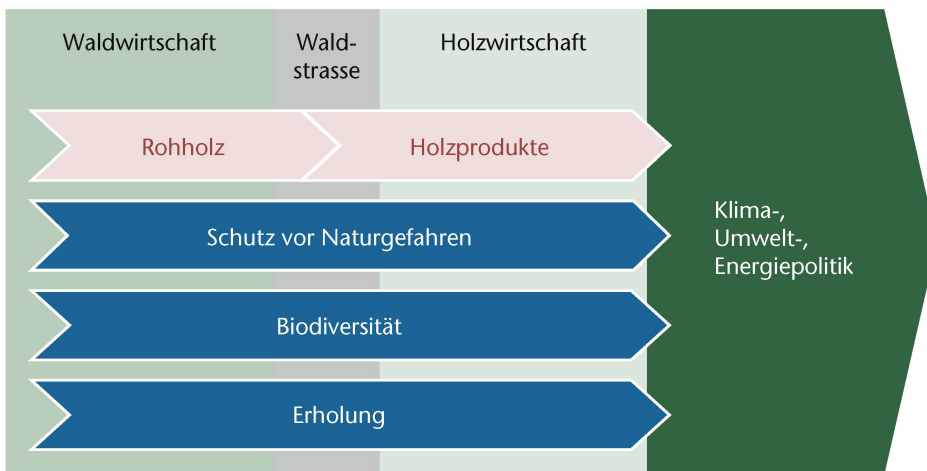 Waldwirtschaft
Wald-
strasse
Holzwirtschaft
Rohholz
Holzprodukte
Schutz vor Naturgefahren
Biodiversität
Erholung
Klima-,
Umwelt-,
Energiepolitik